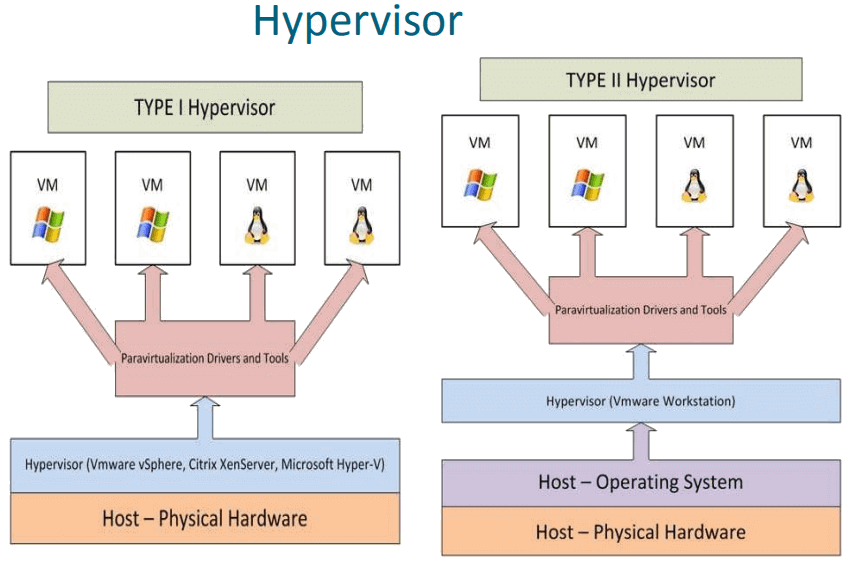 Hypervisor
TYPE I Hypervisor
VM
VM
VM
VM
Paravirtualization Drivers and Tools
Hypervisor (Vmware vSphere, Citrix XenServer, Microsoft Hyper-V)
Host – Physical Hardware
TYPE II Hypervisor
VM
VM
VM
VM
Paravirtualization Drivers and Tools
Hypervisor (Vmware Workstation)
Host – Operating System
Host – Physical Hardware